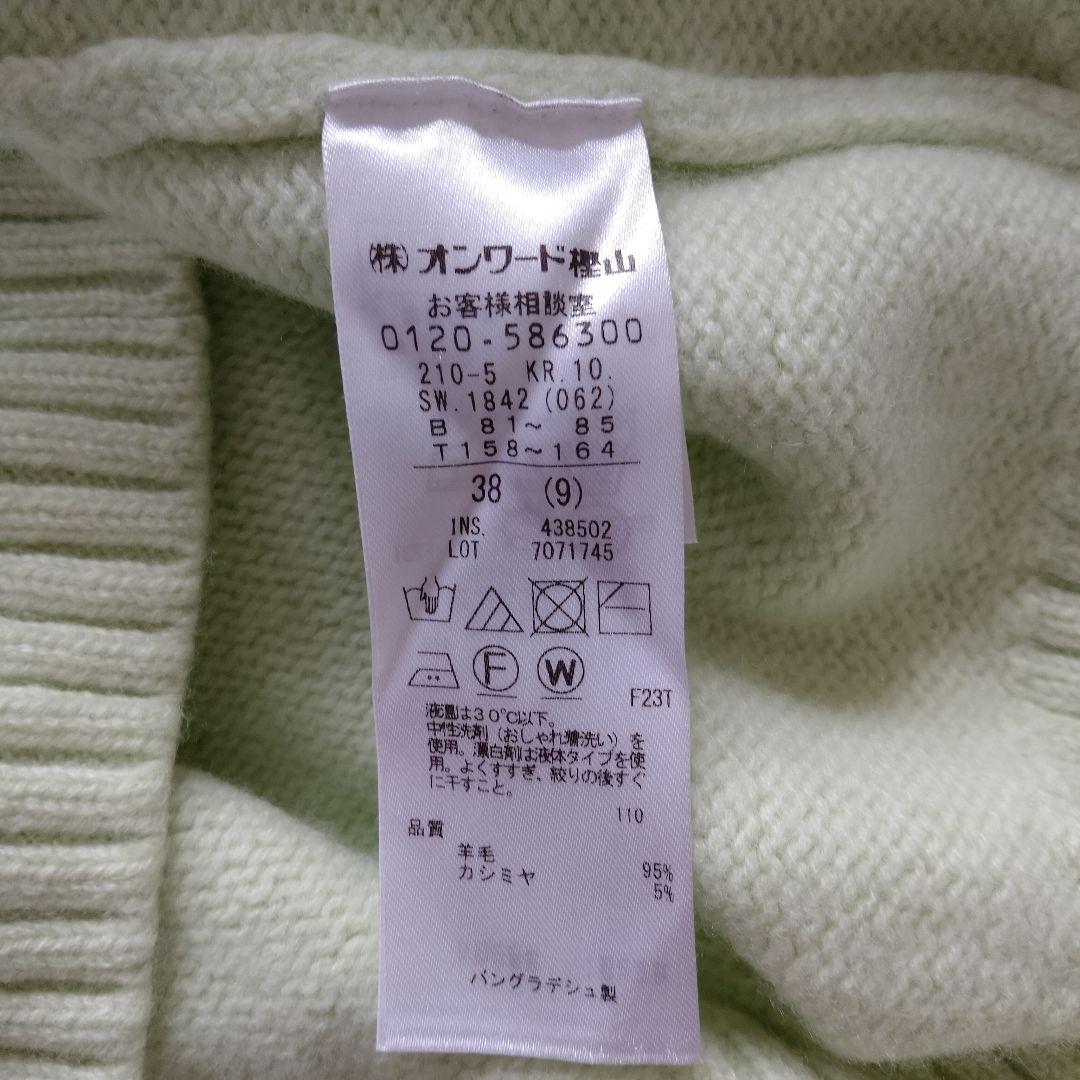 (株)オンワード樫山
お客様相談室
0120-586300
210-5 KR.10.
SW.1842(062)
B 81~ 85
T158~164
38 (9)
INS. 438502
LOT 7071745
F W
F23T
液温は30℃以下。
中性洗剤(おしゃれ着洗い)を
使用。漂白剤は液体タイプを使
用。よくすすぎ、絞りの後すぐ
に干すこと。
110
品質
羊毛 95%
カシミヤ 5%
バングラデシュ製